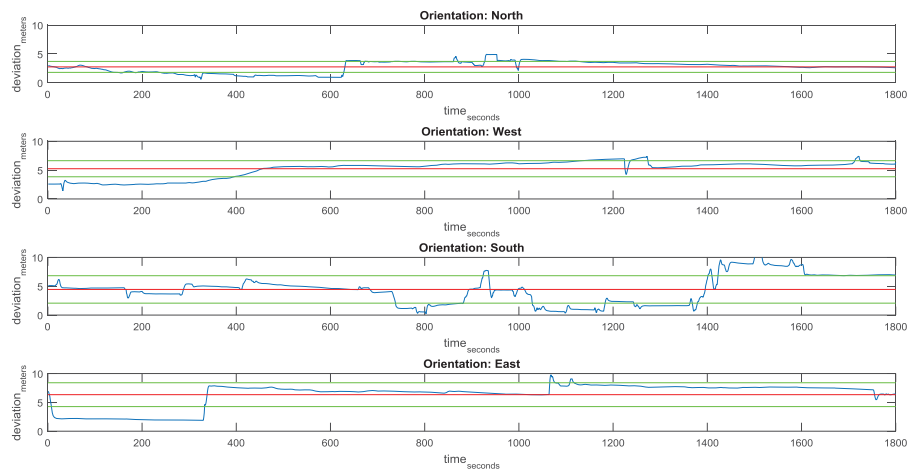 Orientation: North
deviation meters
10
5
0
0 200 400 600 800 1000 1200 1400 1600 1800
time seconds
Orientation: West
deviation meters
10
5
0
0 200 400 600 800 1000 1200 1400 1600 1800
time seconds
Orientation: South
deviation meters
10
5
0
0 200 400 600 800 1000 1200 1400 1600 1800
time seconds
Orientation: East
deviation meters
10
5
0
0 200 400 600 800 1000 1200 1400 1600 1800
time seconds